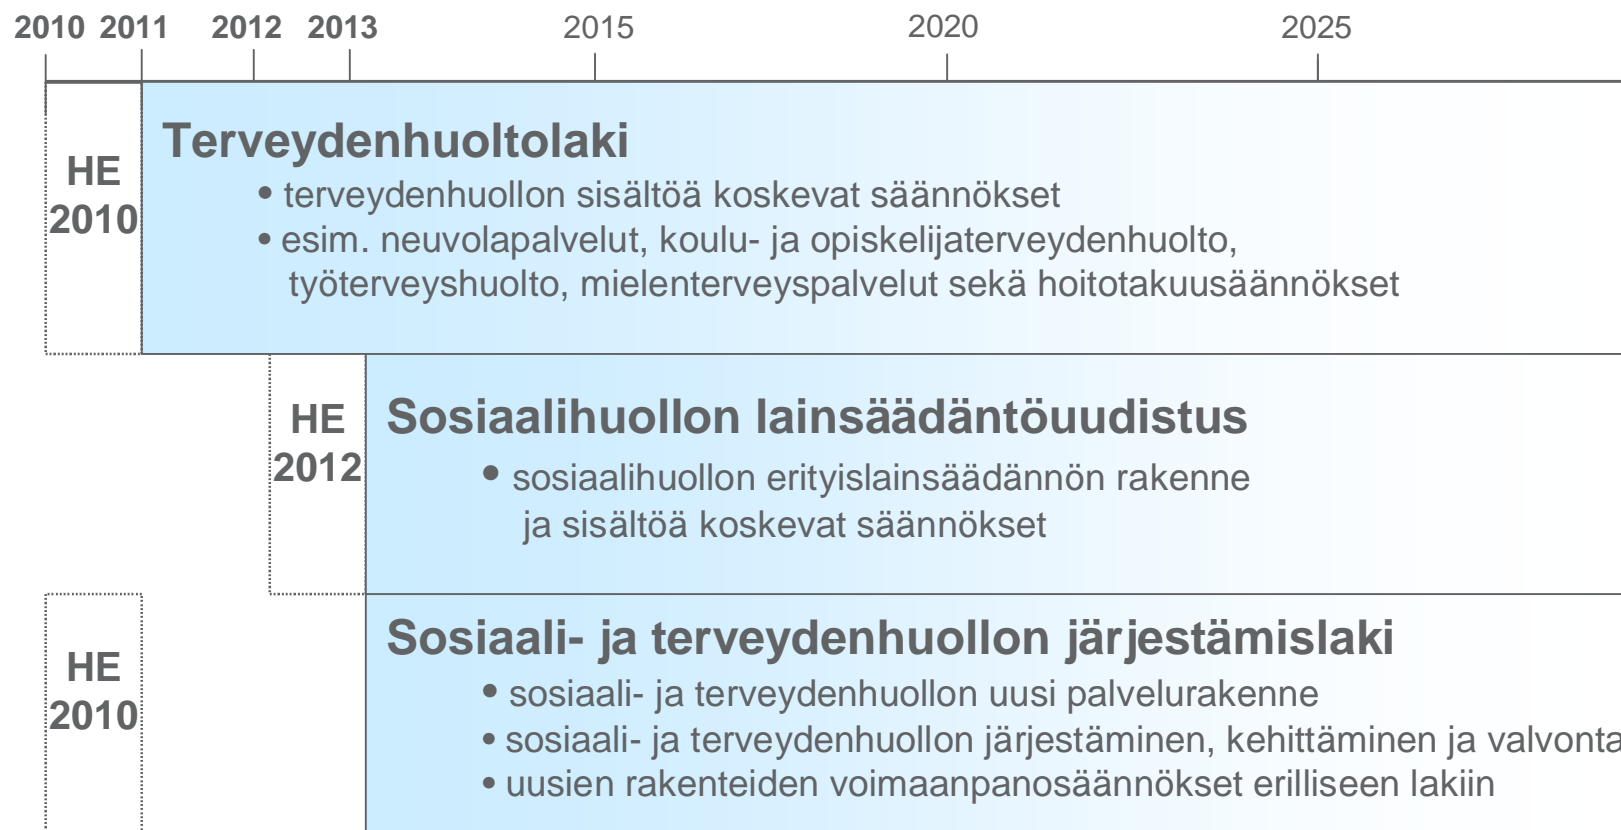 2010 2011 2012 2013 2015 2020 2025
HE
2010
Terveydenhuoltolaki
• terveydenhuollon sisältöä koskevat säännökset
• esim. neuvolapalvelut, koulu- ja opiskelijaterveydenhuolto,
työterveyshuolto, mielenterveyspalvelut sekä hoitotakuusäännökset
HE
2012
Sosiaalihuollon lainsäädäntöuudistus
• sosiaalihuollon erityislainsäädännön rakenne
ja sisältöä koskevat säännökset
HE
2010
Sosiaali- ja terveydenhuollon järjestämislaki
• sosiaali- ja terveydenhuollon uusi palvelurakenne
• sosiaali- ja terveydenhuollon järjestäminen, kehittäminen ja valvonta
• uusien rakenteiden voimaanpanosäännökset erilliseen lakiin